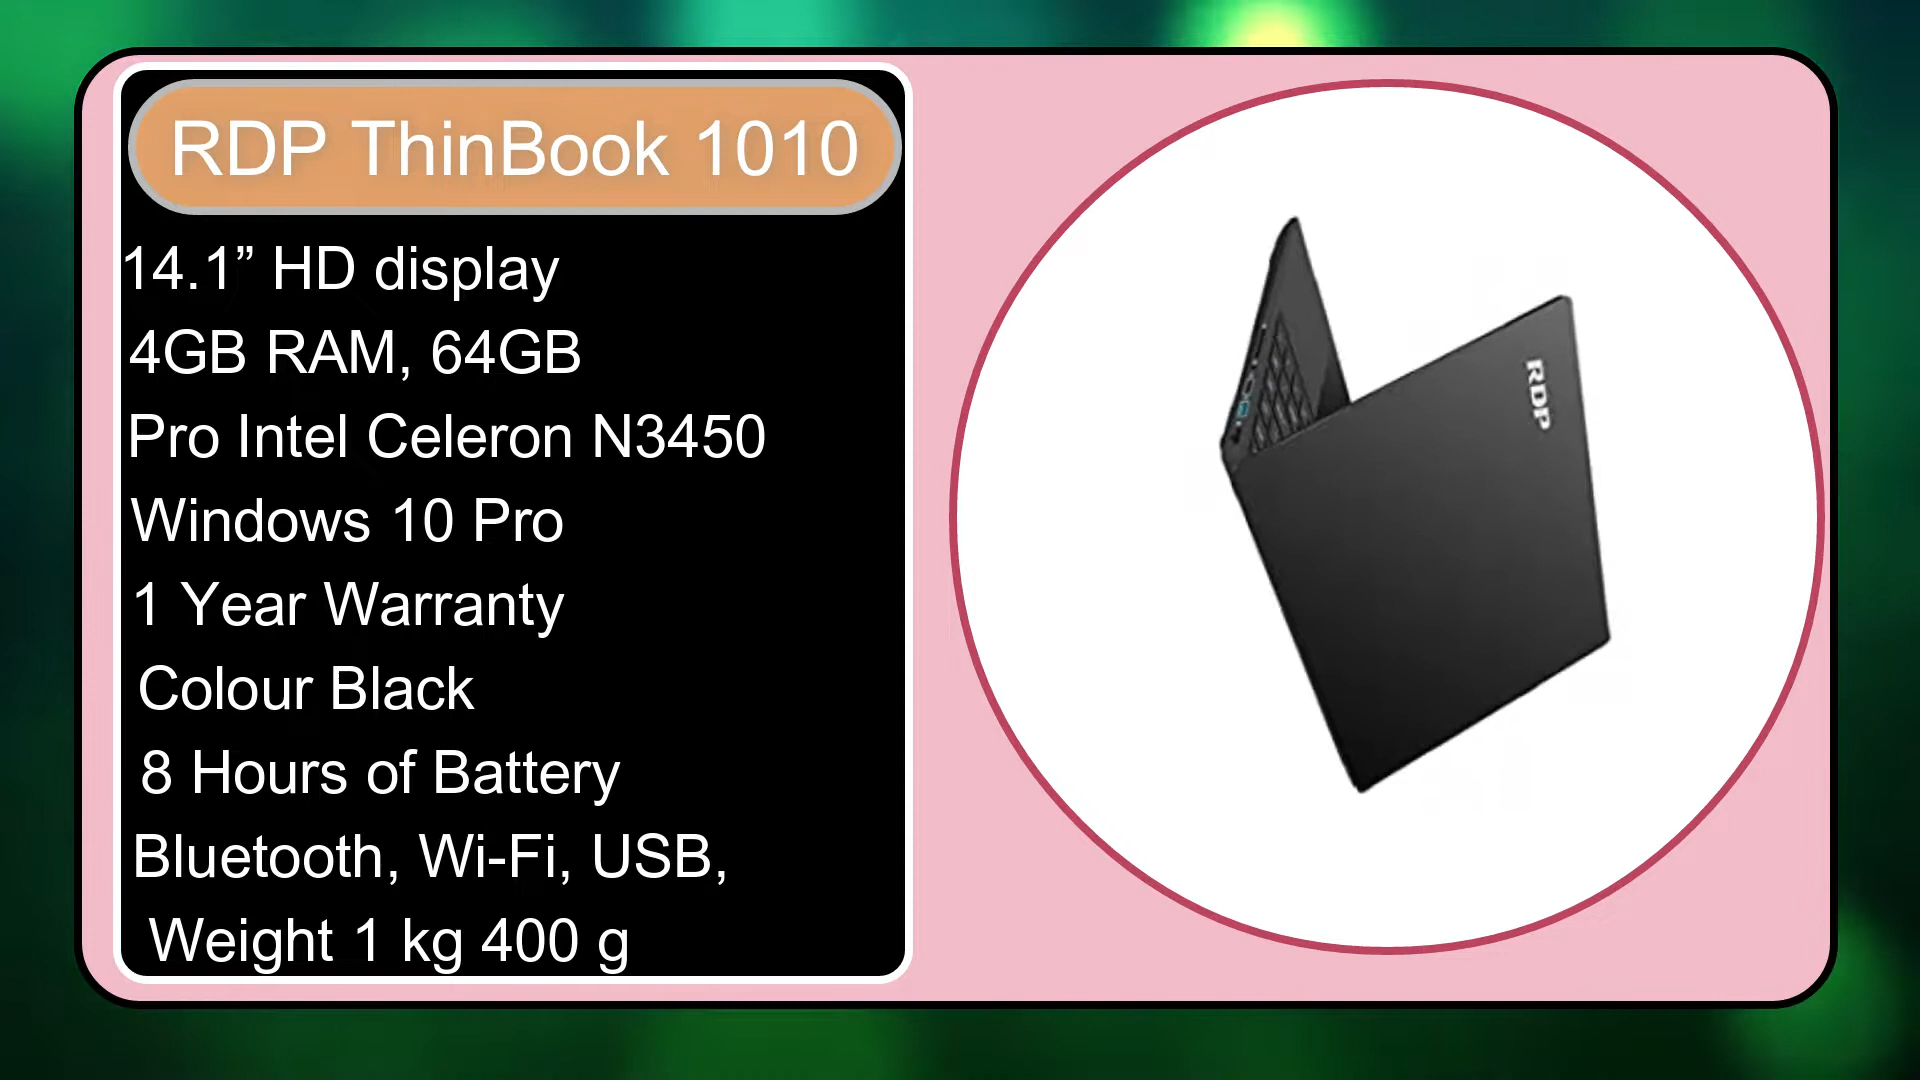 RDP ThinBook 1010
14.1” HD display
4GB RAM, 64GB
Pro Intel Celeron N3450
Windows 10 Pro
1 Year Warranty
Colour Black
8 Hours of Battery
Bluetooth, Wi-Fi, USB,
Weight 1 kg 400 g
RDP